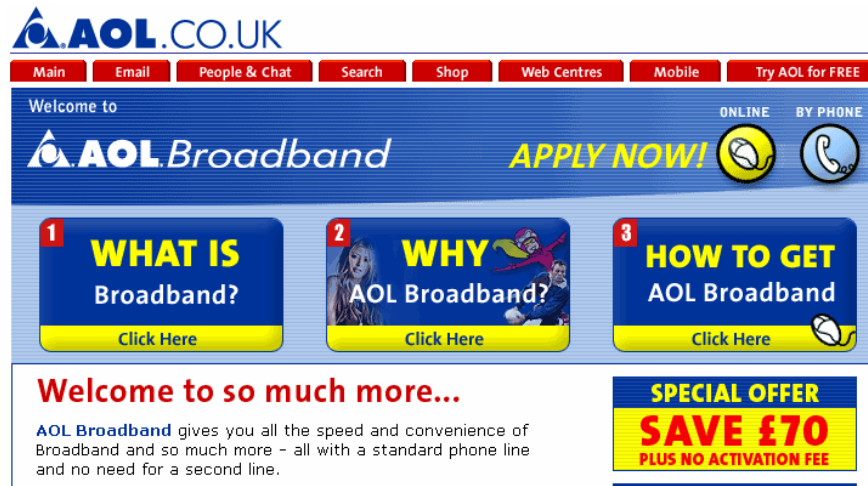 AOL.CO.UK
Main Email People & Chat Search Shop Web Centres Mobile Try AOL for FREE
Welcome to
AOL.Broadband
APPLY NOW!
ONLINE
BY PHONE
1
WHAT IS
Broadband?
Click Here
2
WHY
AOL Broadband?
Click Here
3
HOW TO GET
AOL Broadband
Click Here
Welcome to so much more...
AOL Broadband gives you all the speed and convenience of
Broadband and so much more – all with a standard phone line
and no need for a second line.
SPECIAL OFFER
SAVE £70
PLUS NO ACTIVATION FEE